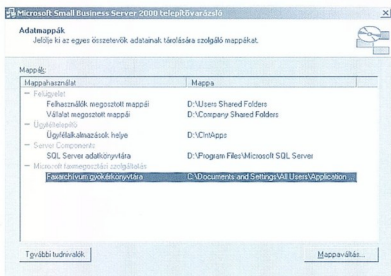 Microsoft Small Business Server 2000 telepítővarázsló
Adatmappák
Jelölje ki az egyes összetevők adatainak tárolására szolgáló mappákat.
Mappák:
Mappahasználat Mappa
Felügyelet
Felhasználók megosztott mappái D:\Users Shared Folders
Vállalat megosztott mappái D:\Company Shared Folders
Ügyféltelepítő
Ügyfélalkalmazások helye D:\ClntApps
Server Components
SQL Server adatkönyvtára D:\Program Files\Microsoft SQL Server
Microsoft faxmegosztási szolgáltatás
Faxarchívum gyökérkönyvtára C:\Documents and Settings\All Users\Application
További tudnivalók Mappaváltás...